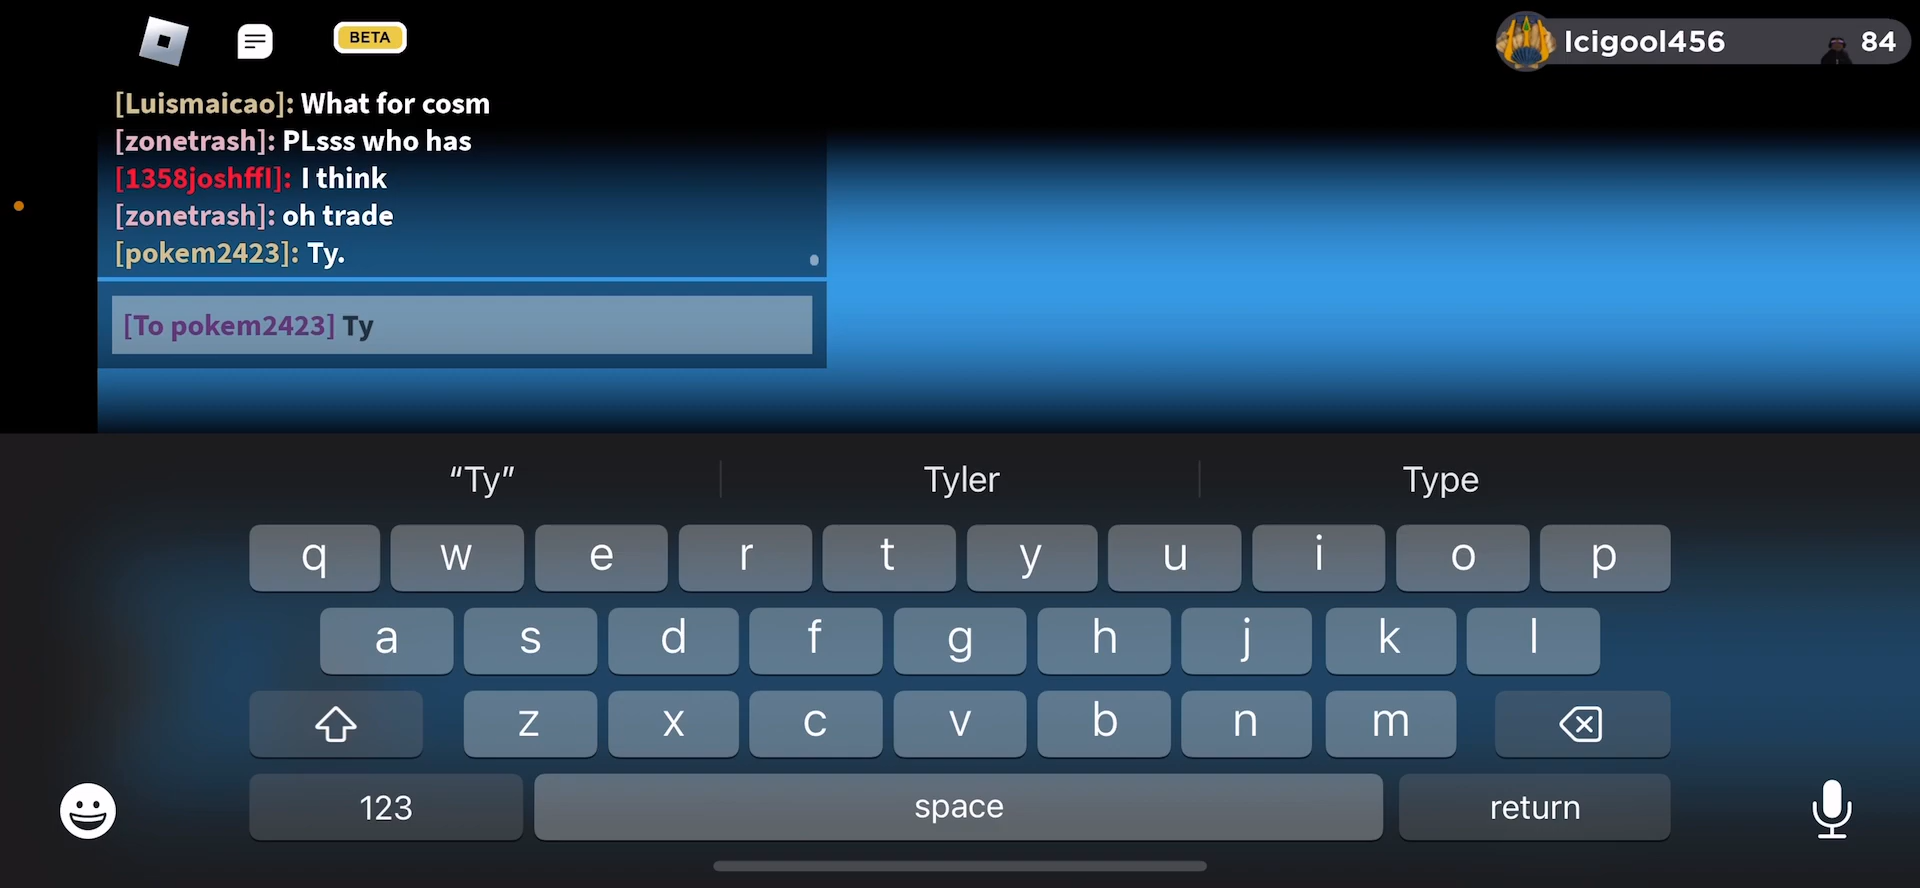 BETA
Icigool456 84
[Luismaicao]: What for cosm
[zonetrash]: PLsss who has
[1358joshffl]: I think
[zonetrash]: oh trade
[pokem2423]: Ty.
[To pokem2423] Ty
“Ty” Tyler Type
q w e r t y u i o p
a s d f g h j k l
z x c v b n m
123 space return